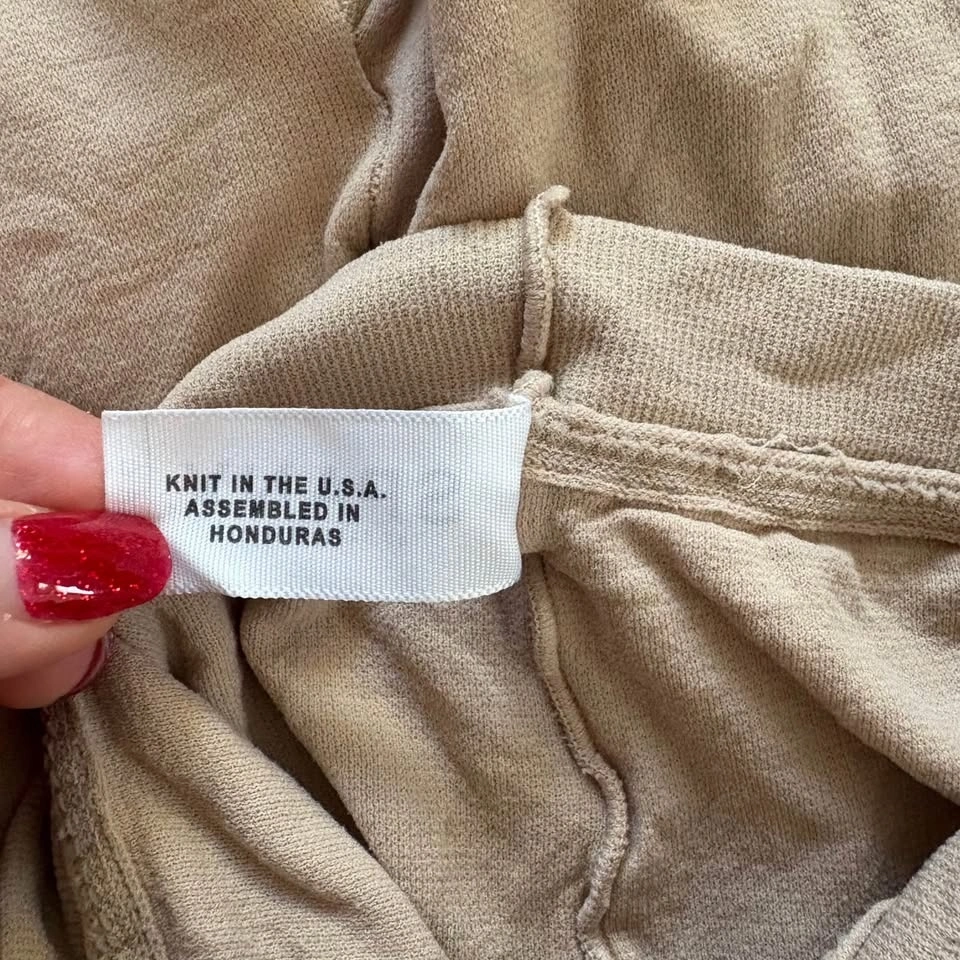 KNIT IN THE U.S.A.
ASSEMBLED IN
HONDURAS